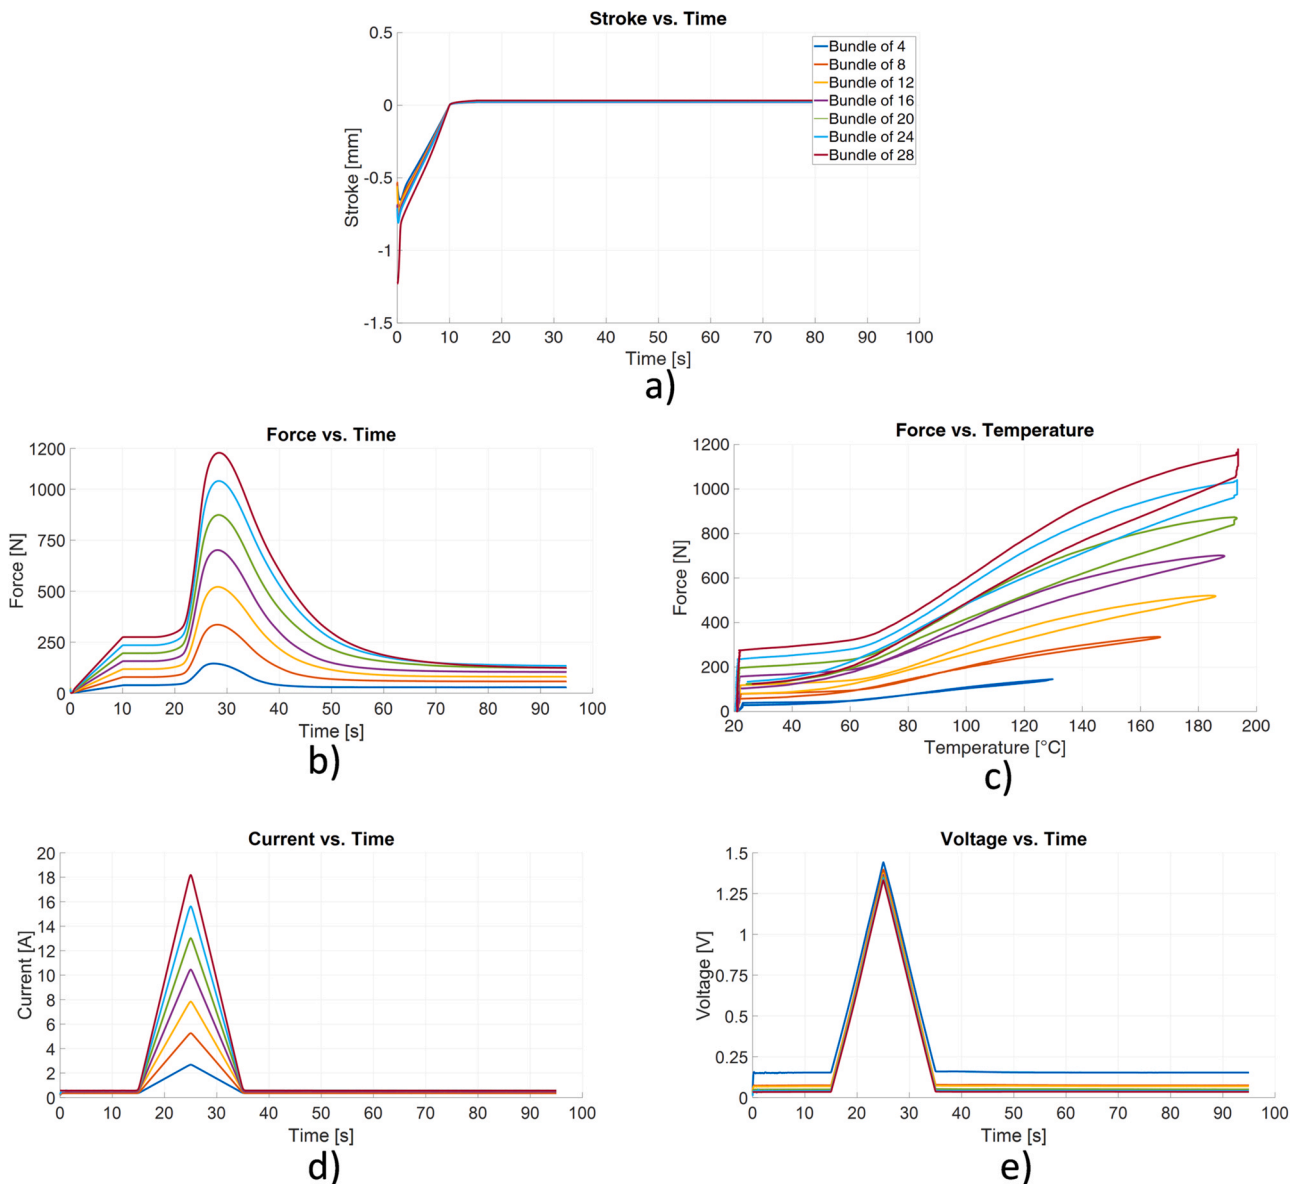 Stroke vs. Time
0.5
0
-0.5
-1
-1.5
Stroke [mm]
0 10 20 30 40 50 60 70 80 90 100
Time [s]
Bundle of 4
Bundle of 8
Bundle of 12
Bundle of 16
Bundle of 20
Bundle of 24
Bundle of 28
a)
Force vs. Time
1200
1000
750
500
250
0
Force [N]
0 10 20 30 40 50 60 70 80 90 100
Time [s]
b)
Force vs. Temperature
1200
1000
800
600
400
200
0
Force [N]
20 40 60 80 100 120 140 160 180 200
Temperature [°C]
c)
Current vs. Time
20
18
16
14
12
10
8
6
4
2
0
Current [A]
0 10 20 30 40 50 60 70 80 90 100
Time [s]
d)
Voltage vs. Time
1.5
1.25
1
0.75
0.5
0.25
0
Voltage [V]
0 10 20 30 40 50 60 70 80 90 100
Time [s]
e)